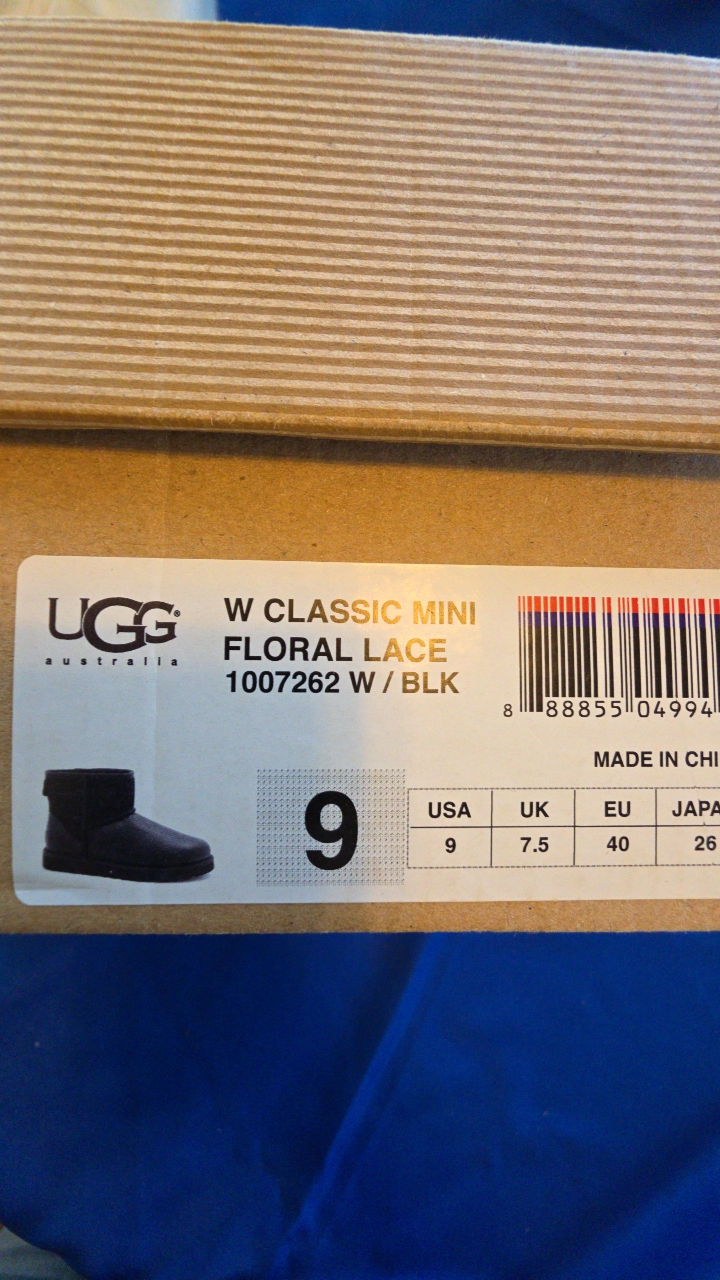 UGG®
australia
W CLASSIC MINI
FLORAL LACE
1007262 W / BLK
8 88855 04994
MADE IN CHI
9
USA UK EU JAPA
9 7.5 40 26